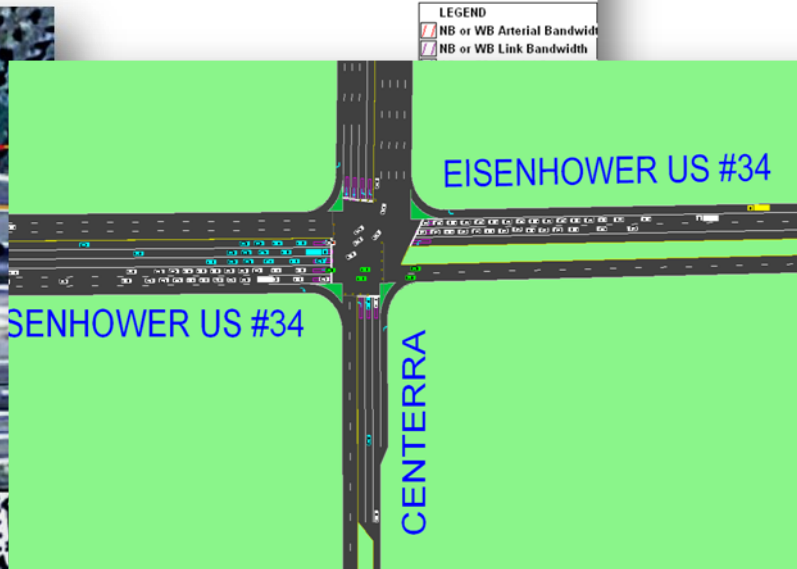 LEGEND
NB or WB Arterial Bandwidt
NB or WB Link Bandwidth
EISENHOWER US #34
SENHOWER US #34
CENTERRA